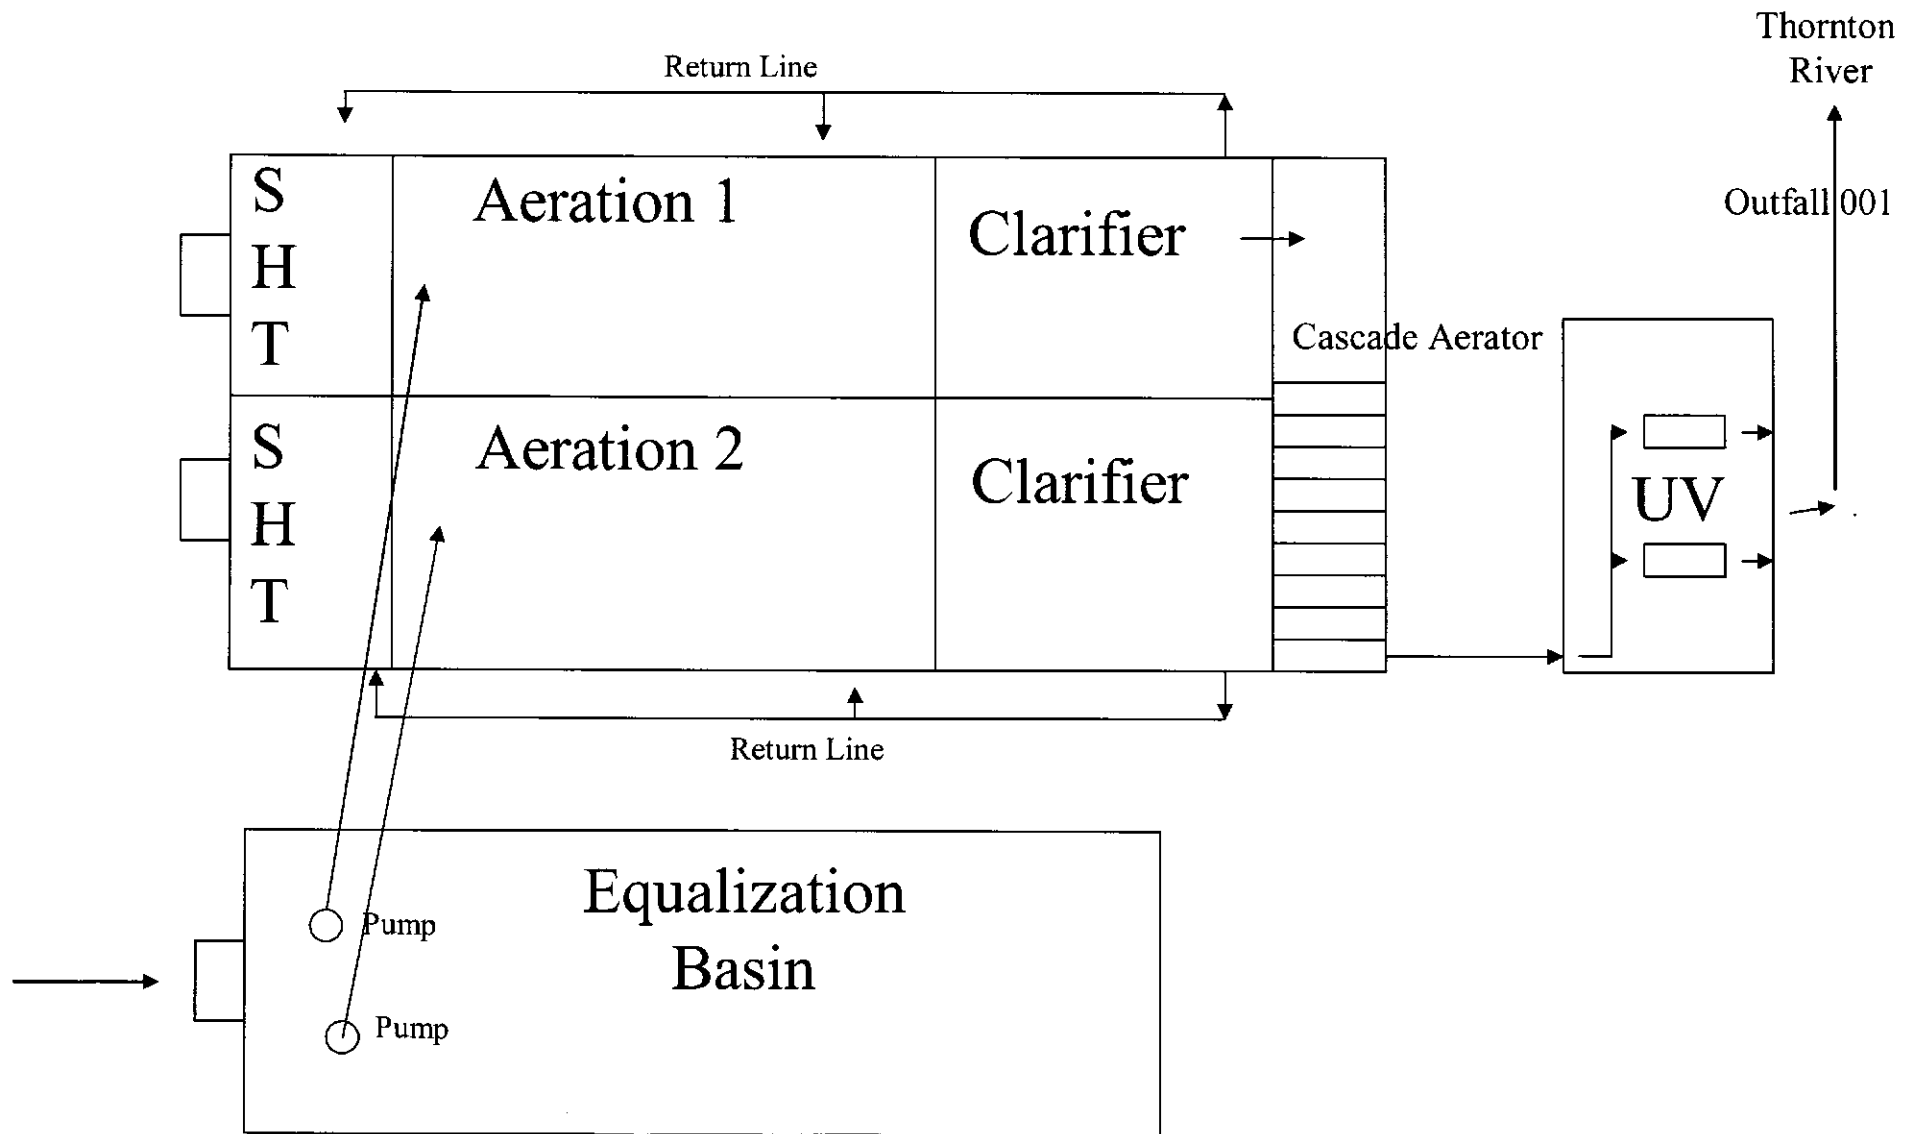 Thornton
River
Return Line
S
H
T
Aeration 1
Clarifier
Outfall 001
Cascade Aerator
S
H
T
Aeration 2
Clarifier
UV
Return Line
Equalization
Basin
Pump
Pump